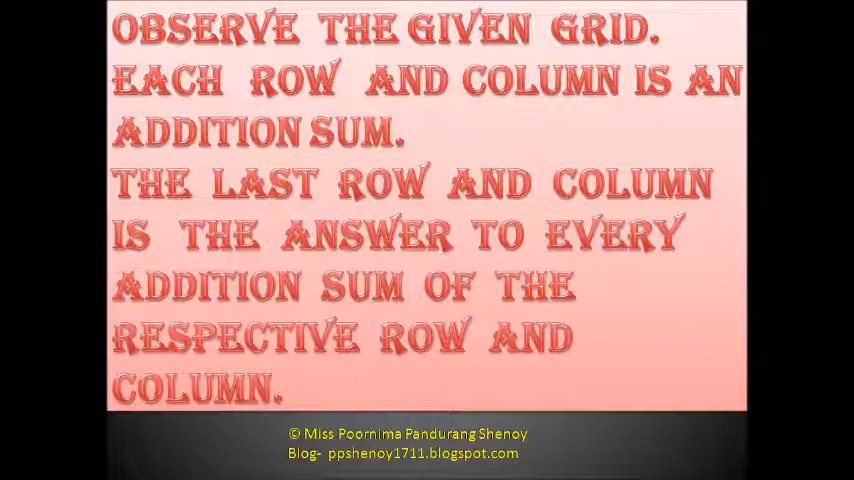 OBSERVE THE GIVEN GRID.
EACH ROW AND COLUMN IS AN
ADDITION SUM.
THE LAST ROW AND COLUMN
IS THE ANSWER TO EVERY
ADDITION SUM OF THE
RESPECTIVE ROW AND
COLUMN.
© Miss Poornima Pandurang Shenoy
Blog- ppshenoy1711.blogspot.com